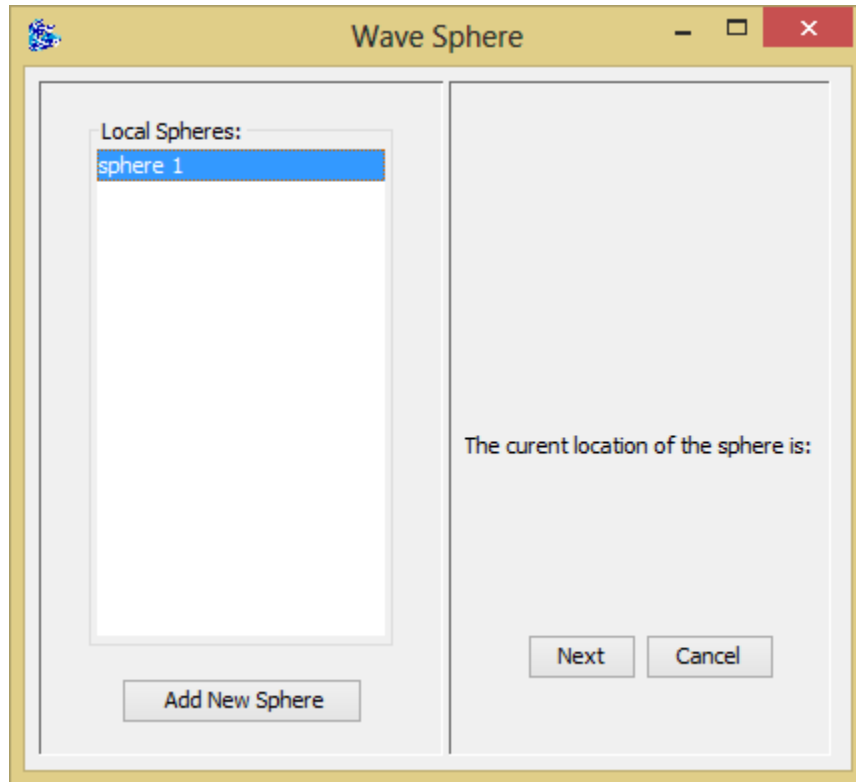 Wave Sphere
Local Spheres:
sphere 1
Add New Sphere
The curent location of the sphere is:
Next
Cancel